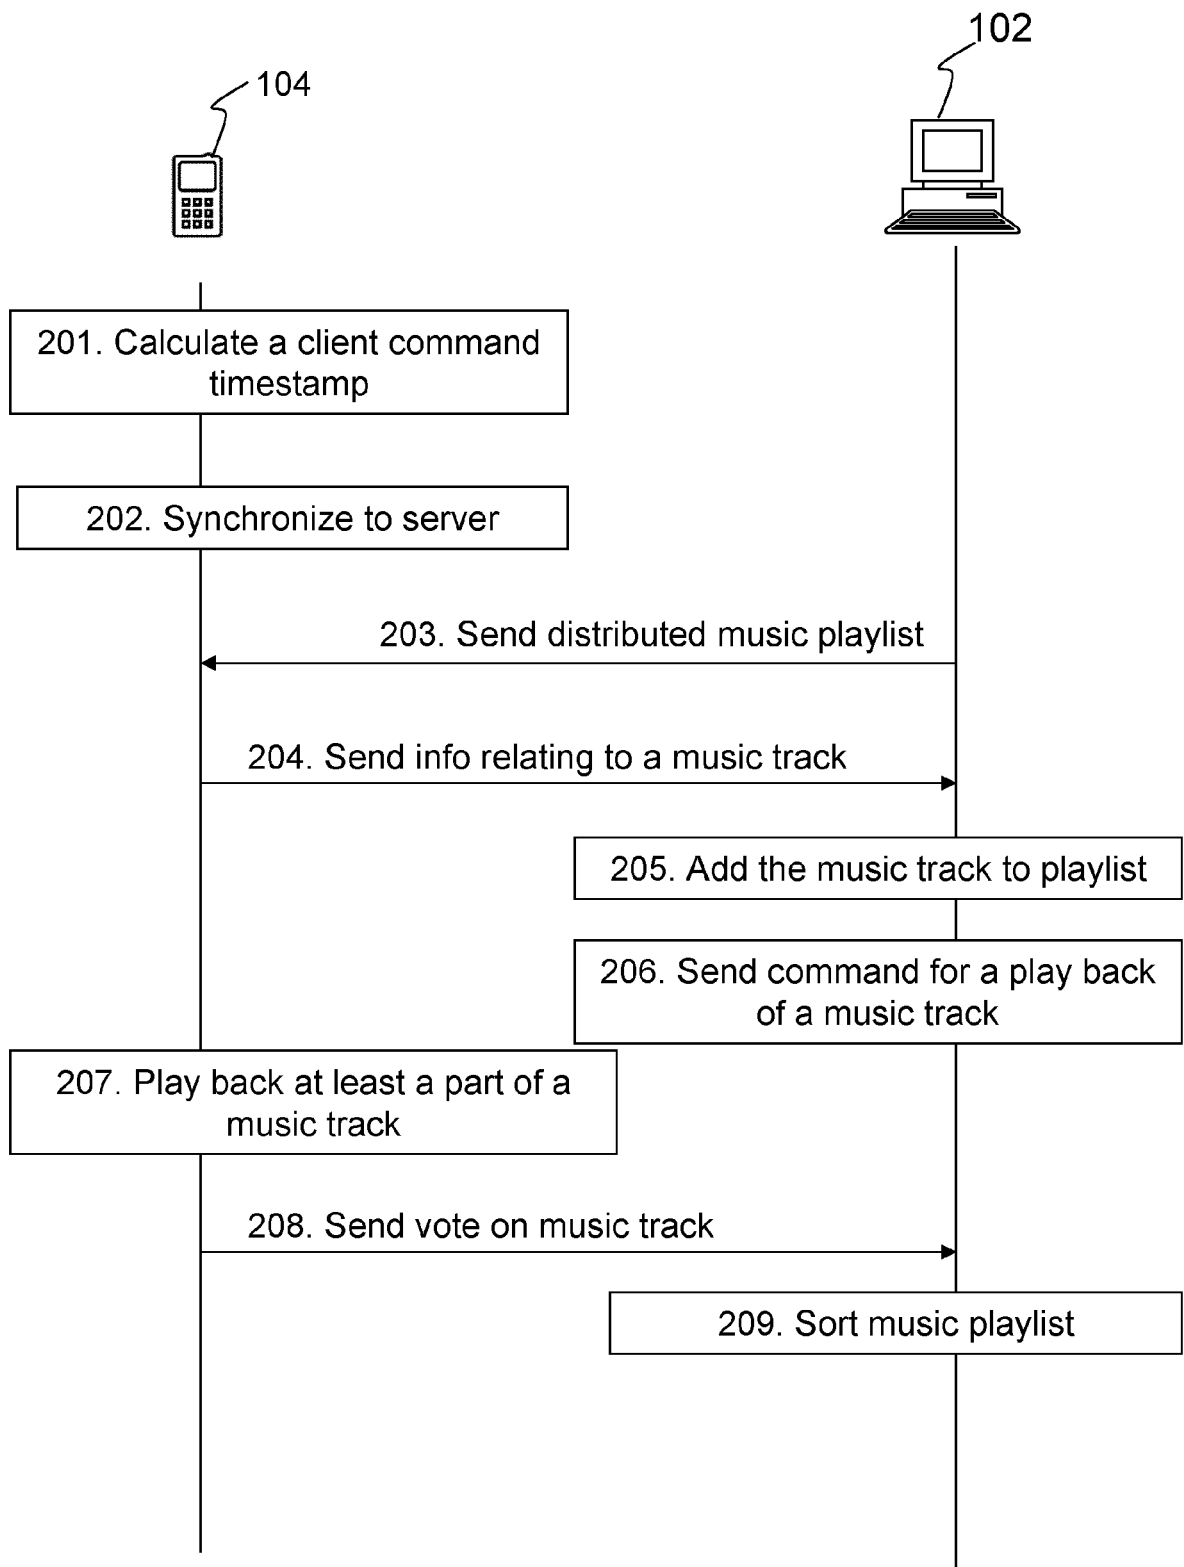 102
104
201. Calculate a client command
timestamp
202. Synchronize to server
203. Send distributed music playlist
204. Send info relating to a music track
205. Add the music track to playlist
206. Send command for a play back
of a music track
207. Play back at least a part of a
music track
208. Send vote on music track
209. Sort music playlist